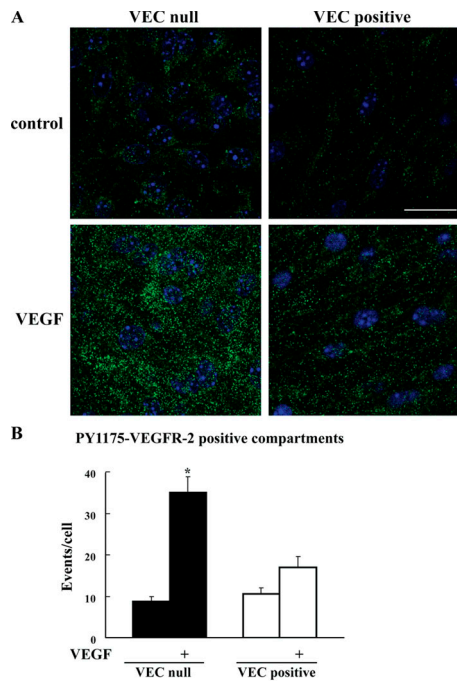 A
VEC null VEC positive
control
VEGF
B
PY1175-VEGFR-2 positive compartments
40
30
20
10
0
Events/cell
*
VEGF + +
VEC null VEC positive